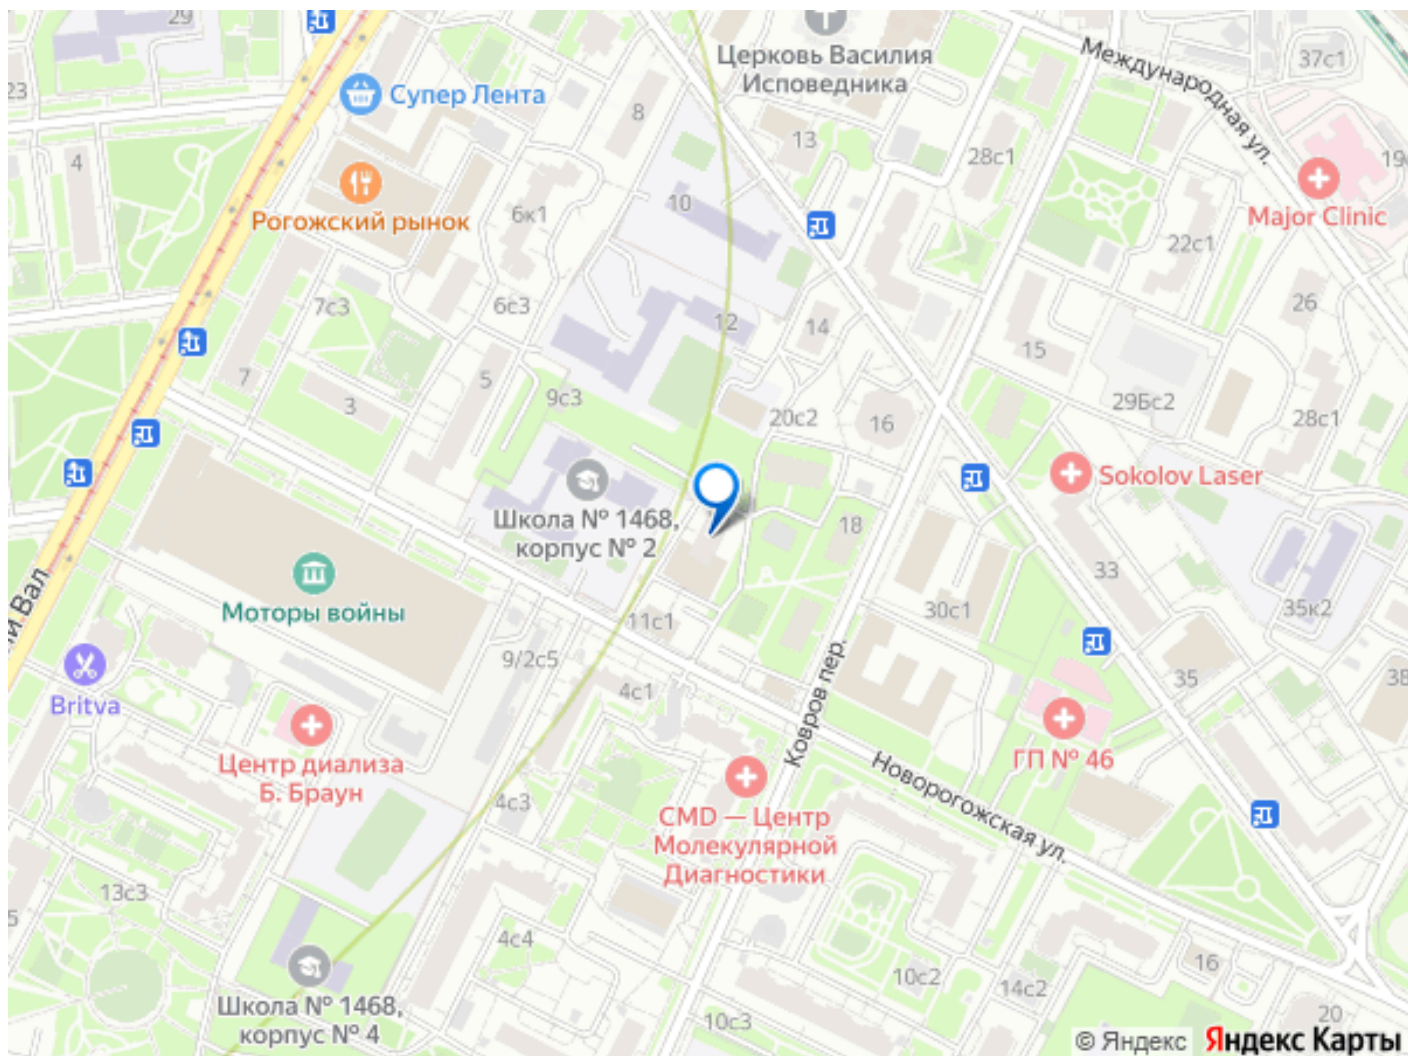 29
Супер Лента
Церковь Василия
Исповедника
Международная ул.
37с1
23
4
8
13
28с1
19
Major Clinic
Рогожский рынок
6к1
10
22с1
7с3
6с3
12
14
15
26
7
3
5
9с3
20с2
16
29Бс2
28с1
Школа № 1468,
корпус № 2
18
Sokolov Laser
33
Моторы войны
й Вал
11с1
30с1
35к2
9/2с5
4с1
35
Britva
Ковров пер.
ГП № 46
Центр диализа
Б. Браун
4с3
CMD — Центр
Молекулярной
Диагностики
Новорогожская ул.
13с3
5
4с4
10с2
14с2
16
Школа № 1468,
корпус № 4
10с3
20
© Яндекс Яндекс Карты